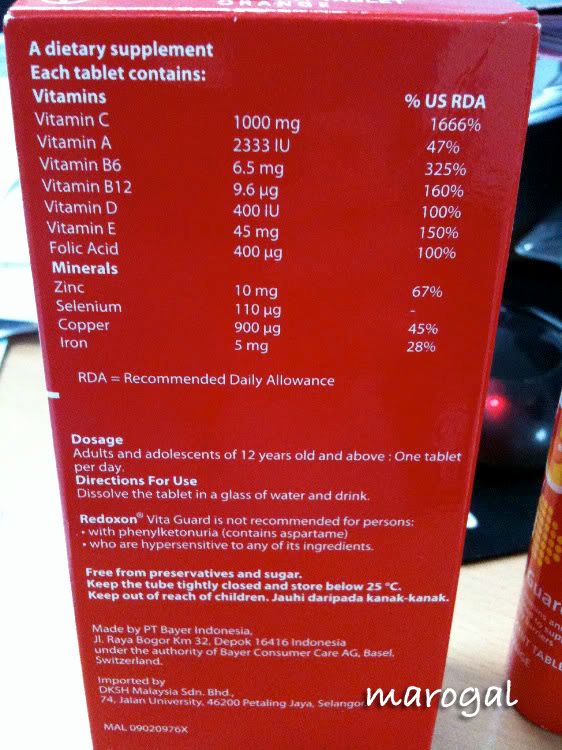 ORANGE
A dietary supplement
Each tablet contains:
Vitamins % US RDA
Vitamin C 1000 mg 1666%
Vitamin A 2333 IU 47%
Vitamin B6 6.5 mg 325%
Vitamin B12 9.6 µg 160%
Vitamin D 400 IU 100%
Vitamin E 45 mg 150%
Folic Acid 400 µg 100%
Minerals
Zinc 10 mg 67%
Selenium 110 µg -
Copper 900 µg 45%
Iron 5 mg 28%
RDA = Recommended Daily Allowance
Dosage
Adults and adolescents of 12 years old and above : One tablet
per day.
Directions For Use
Dissolve the tablet in a glass of water and drink.
Redoxon® Vita Guard is not recommended for persons:
• with phenylketonuria (contains aspartame)
• who are hypersensitive to any of its ingredients.
Free from preservatives and sugar.
Keep the tube tightly closed and store below 25 °C.
Keep out of reach of children. Jauhi daripada kanak-kanak.
Made by PT Bayer Indonesia,
Jl. Raya Bogor Km 32, Depok 16416 Indonesia
under the authority of Bayer Consumer Care AG, Basel,
Switzerland.
Imported by
DKSH Malaysia Sdn. Bhd.,
74, Jalan Universiti, 46200 Petaling Jaya, Selangor
MAL 09020976X
marogal